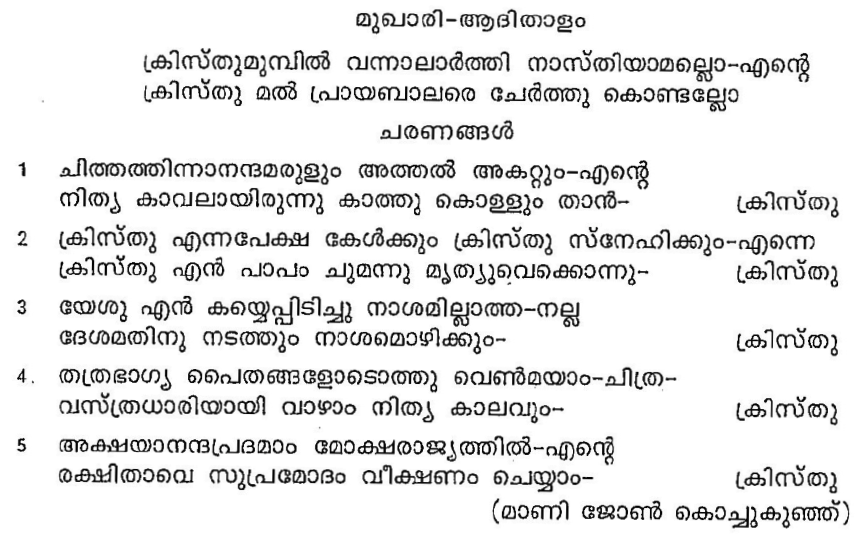 മുഖാരി-ആദിതാളം
ക്രിസ്തുമുമ്പിൽ വന്നാലാർത്തി നാസ്തിയാമല്ലൊ-എന്റെ
ക്രിസ്തു മൽ പ്രായബാലരെ ചേർത്തു കൊണ്ടല്ലോ
ചരണങ്ങൾ
1 ചിത്തത്തിന്നാനന്ദമരുളും അത്തൽ അകറ്റും-എന്റെ
നിത്യ കാവലായിരുന്നു കാത്തു കൊള്ളും താൻ- ക്രിസ്തു
2 ക്രിസ്തു എന്നപേക്ഷ കേൾക്കും ക്രിസ്തു സ്നേഹിക്കും-എന്നെ
ക്രിസ്തു എൻ പാപം ചുമന്നു മൃത്യുവെക്കൊന്നു- ക്രിസ്തു
3 യേശു എൻ കയ്യെപ്പിടിച്ചു നാശമില്ലാത്ത-നല്ല
ദേശമതിനു നടത്തും നാശമൊഴിക്കും- ക്രിസ്തു
4. തത്രഭാഗ്യ പൈതങ്ങളോടൊത്തു വെൺമയാം-ചിത്ര-
വസ്ത്രധാരിയായി വാഴാം നിത്യ കാലവും- ക്രിസ്തു
5 അക്ഷയാനന്ദപ്രദമാം മോക്ഷരാജ്യത്തിൽ-എന്റെ
രക്ഷിതാവെ സുപ്രമോദം വീക്ഷണം ചെയ്യാം- ക്രിസ്തു
(മാണി ജോൺ കൊച്ചുകുഞ്ഞ്)